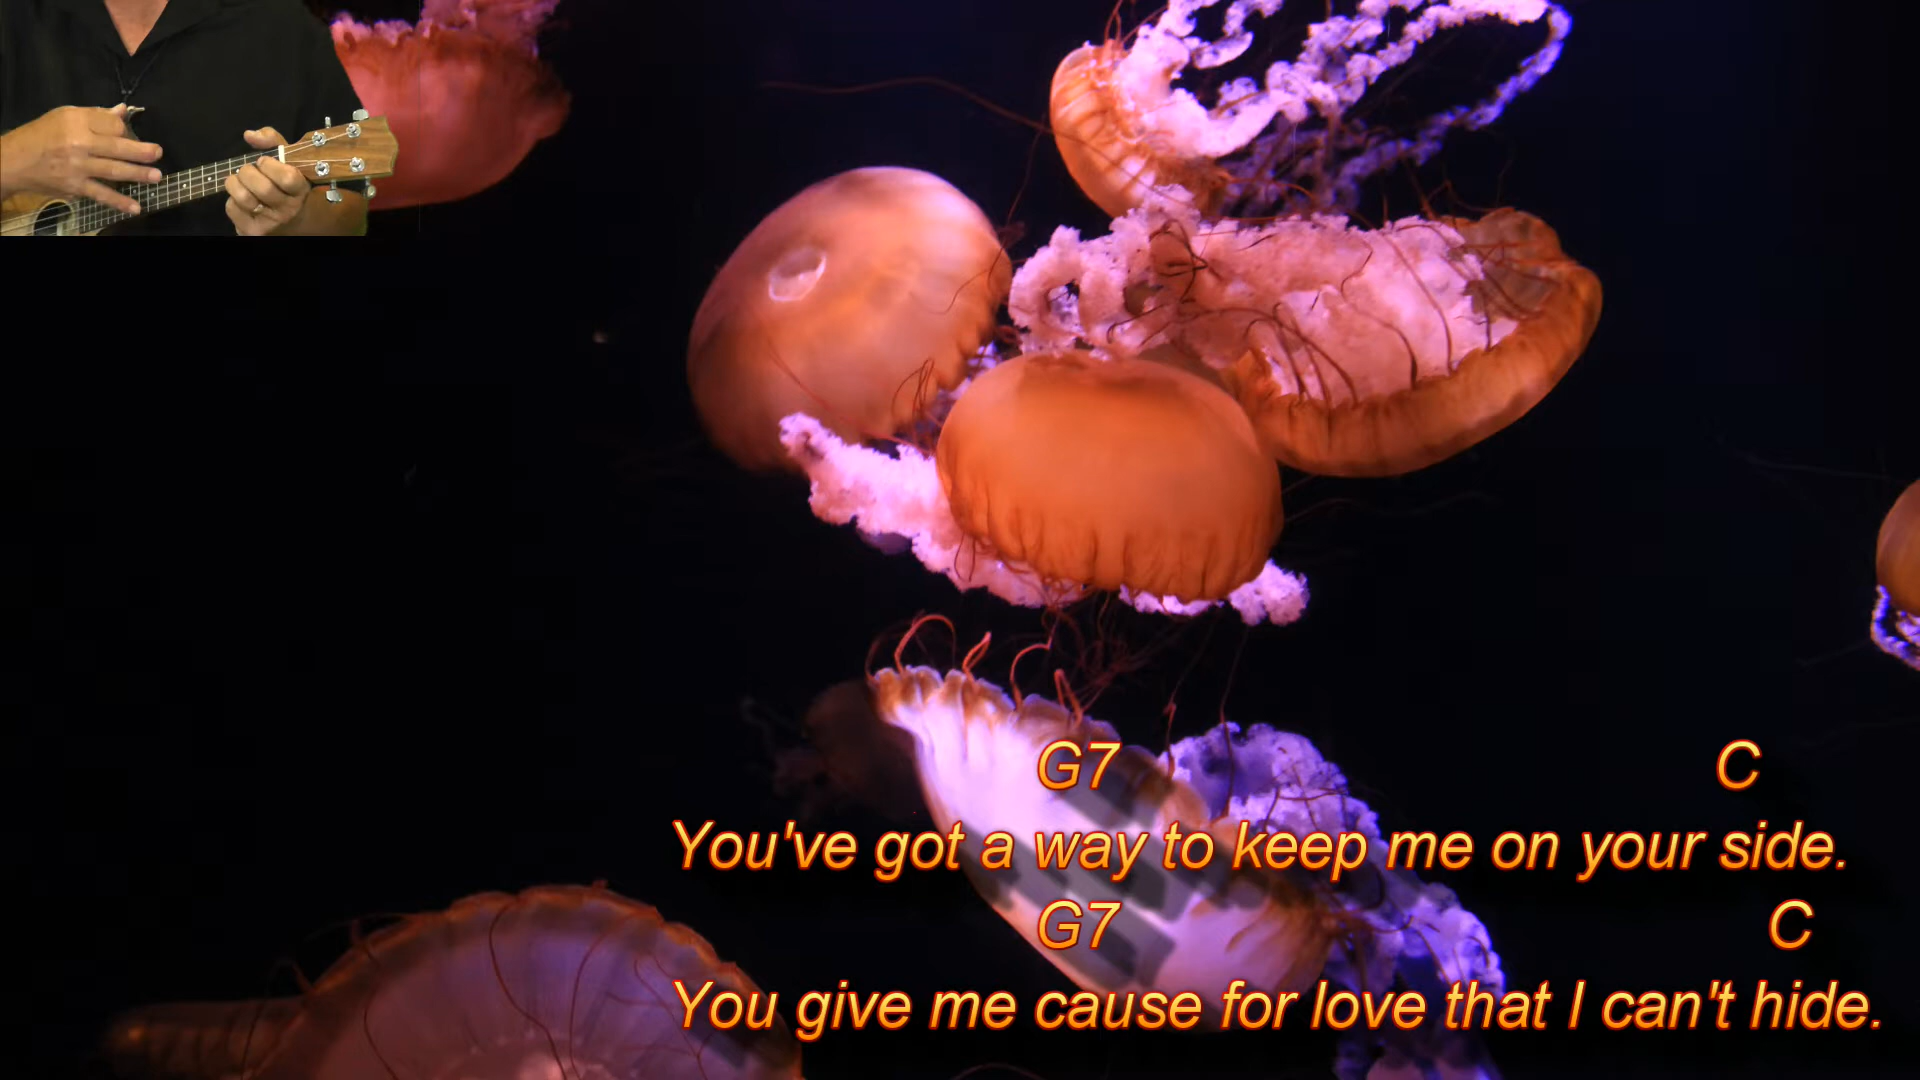 G7 C
You've got a way to keep me on your side.
G7 C
You give me cause for love that I can't hide.